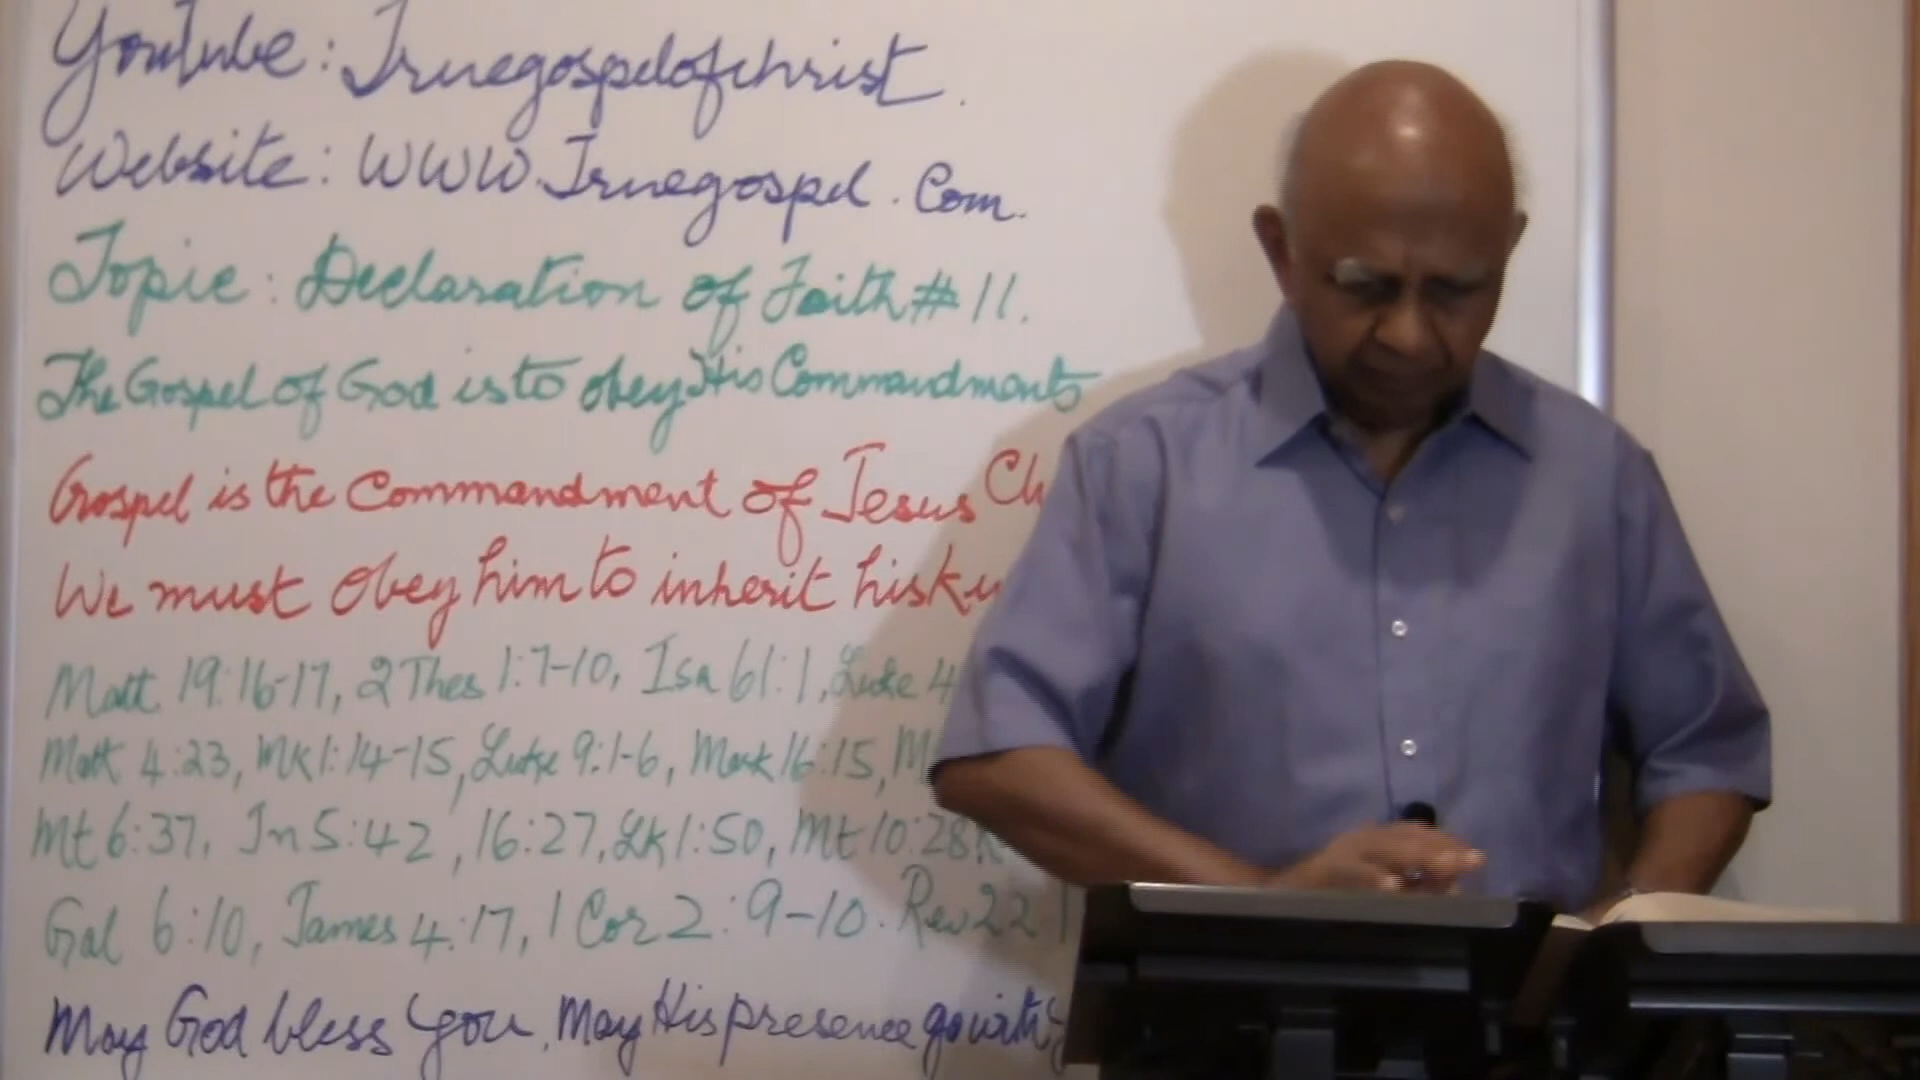 YouTube: Truegospelofchrist.
Website: WWW.Truegospel.Com.
Topic: Declaration of Faith # 11.
The Gospel of God is to obey His Commandments
Gospel is the Commandment of Jesus Ch
We must obey him to inherit his
Matt 19:16-17, 2 Thes 1:7-10, Isa 61:1, Luke 4
Matt 4:23, MK 1:14-15, Luke 9:1-6, Mark 16:15, M
Mt 6:37, Jn 5:42, 16:27, LK 1:50, Mt 10:28
Gal 6:10, James 4:17, 1 Cor 2:9-10. Rev 22
May God bless you. May His presence go with